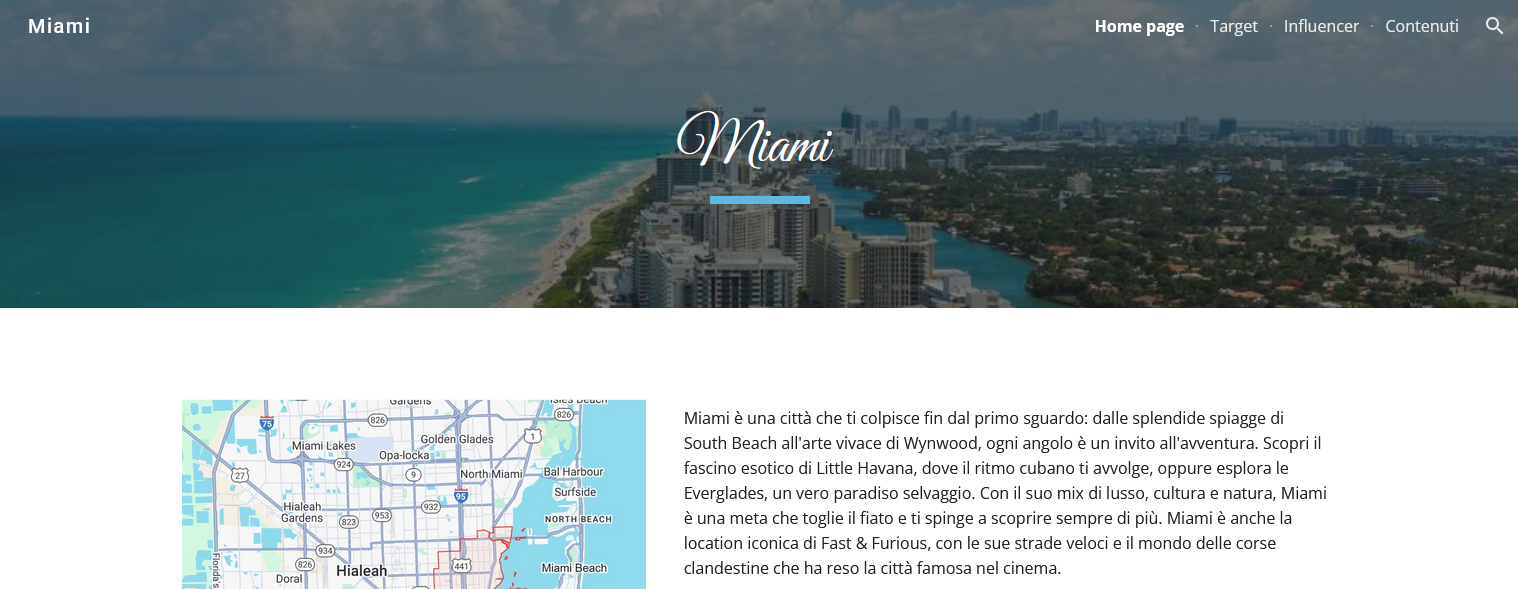 Miami
Home page · Target · Influencer · Contenuti
Miami
Miami è una città che ti colpisce fin dal primo sguardo: dalle splendide spiagge di
South Beach all'arte vivace di Wynwood, ogni angolo è un invito all'avventura. Scopri il
fascino esotico di Little Havana, dove il ritmo cubano ti avvolge, oppure esplora le
Everglades, un vero paradiso selvaggio. Con il suo mix di lusso, cultura e natura, Miami
è una meta che toglie il fiato e ti spinge a scoprire sempre di più. Miami è anche la
location iconica di Fast & Furious, con le sue strade veloci e il mondo delle corse
clandestine che ha reso la città famosa nel cinema.
Gardens
Isles Beach
826
826
75
1
Miami Lakes
Golden Glades
Opa-locka
924
27
9
North Miami
Bal Harbour
95
Surfside
Hialeah
Gardens
932
953
823
NORTH BEACH
934
826
441
Hialeah
Doral
Miami Beach
Florida's